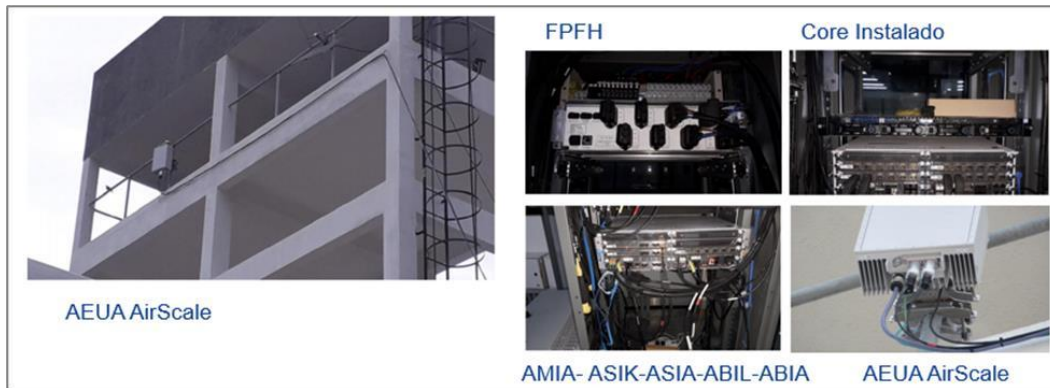 FPFH
Core Instalado
AEUA AirScale
AMIA- ASIK-ASIA-ABIL-ABIA
AEUA AirScale